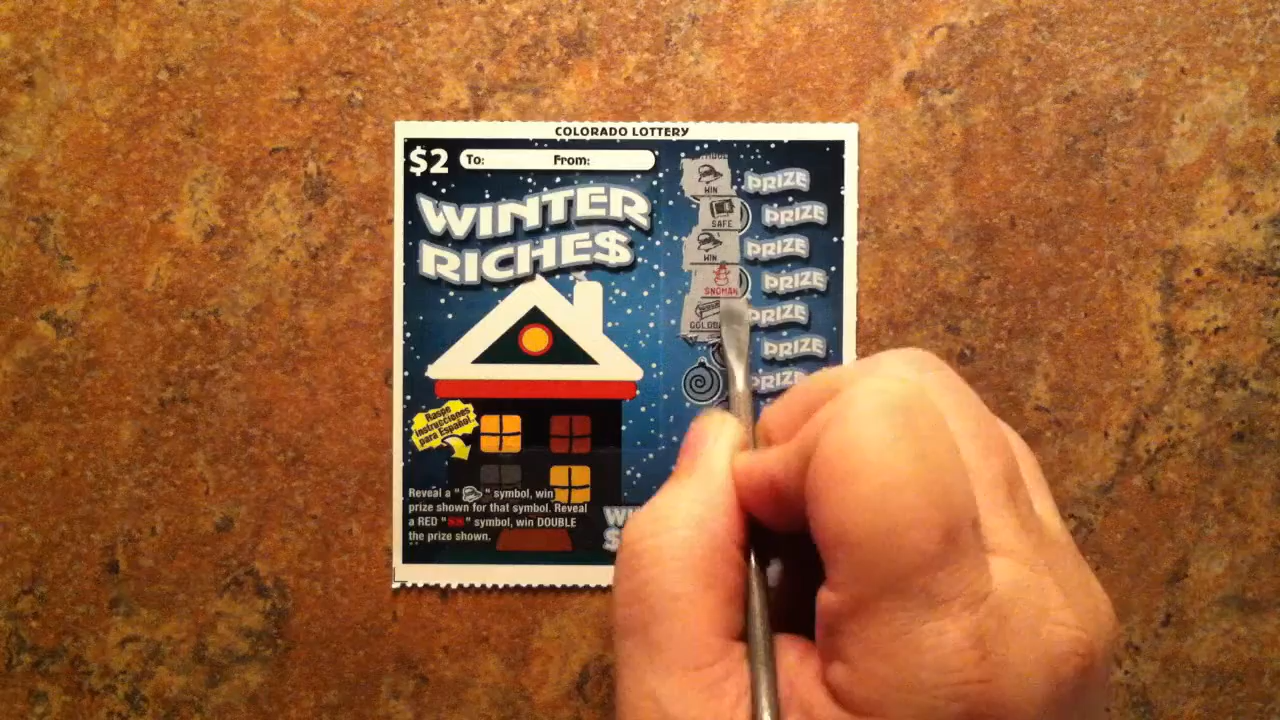 COLORADO LOTTERY
$2 To: From:
WINTER
RICHE$
WIN
PRIZE
SAFE
PRIZE
WIN
PRIZE
SNOMAN
PRIZE
PRIZE
PRIZE
PRIZE
Raspe
instrucciones
para Español.
Reveal a " " symbol, win
prize shown for that symbol. Reveal
a RED "$$" symbol, win DOUBLE
the prize shown.